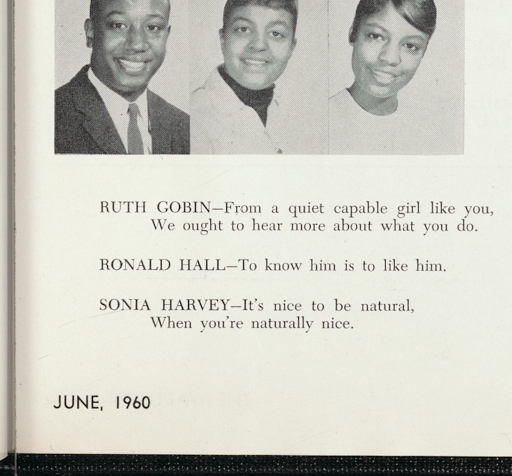 RUTH GOBIN—From a quiet capable girl like you,
We ought to hear more about what you do.
RONALD HALL—To know him is to like him.
SONIA HARVEY—It's nice to be natural,
When you're naturally nice.
JUNE, 1960